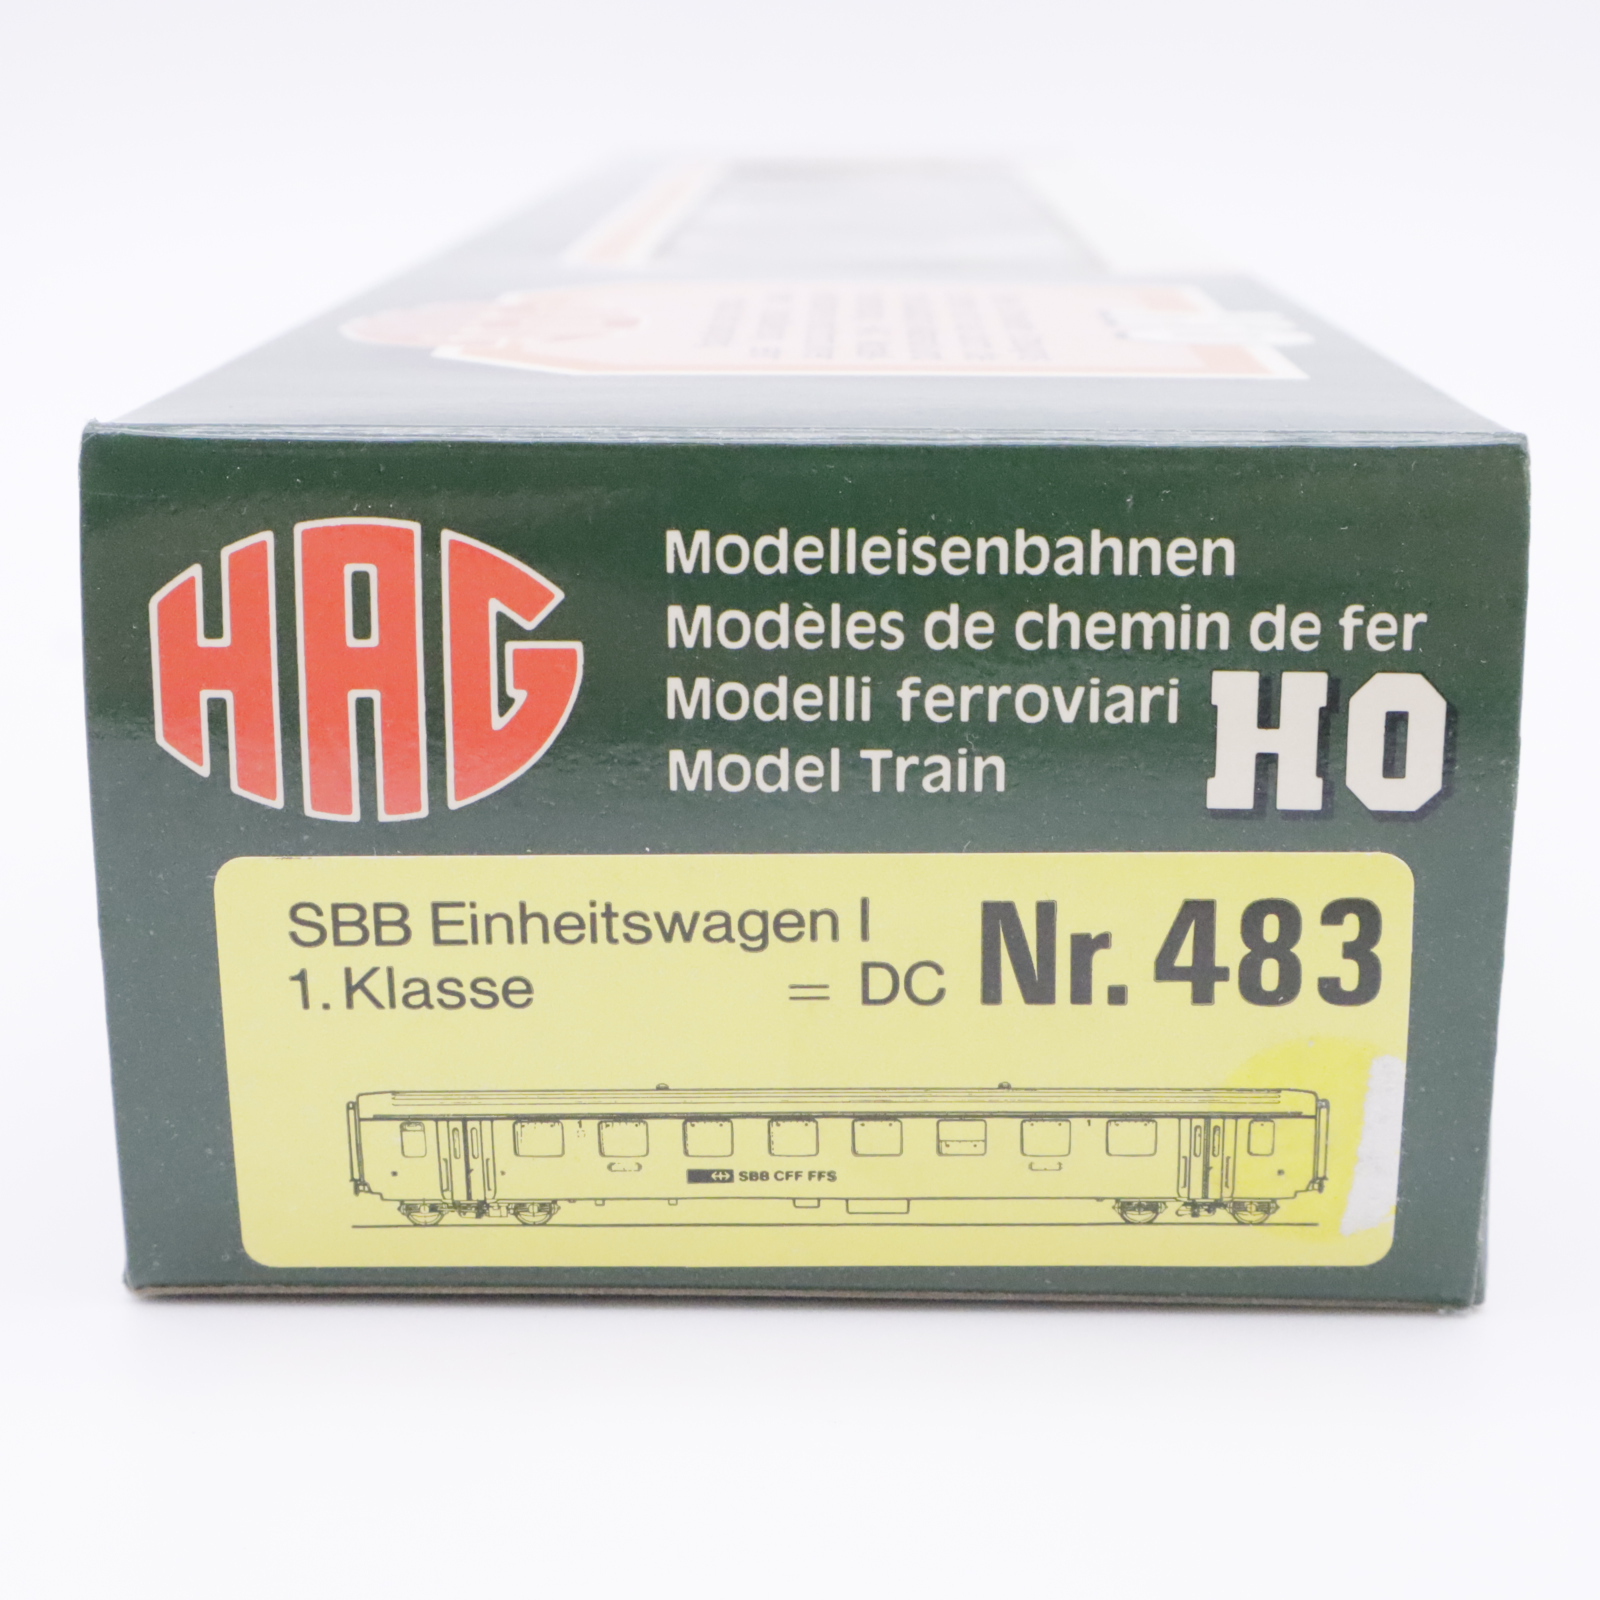 HAG
Modelleisenbahnen
Modèles de chemin de fer
Modelli ferroviari
Model Train
HO
SBB Einheitswagen I
1. Klasse = DC Nr. 483
SBB CFF FFS